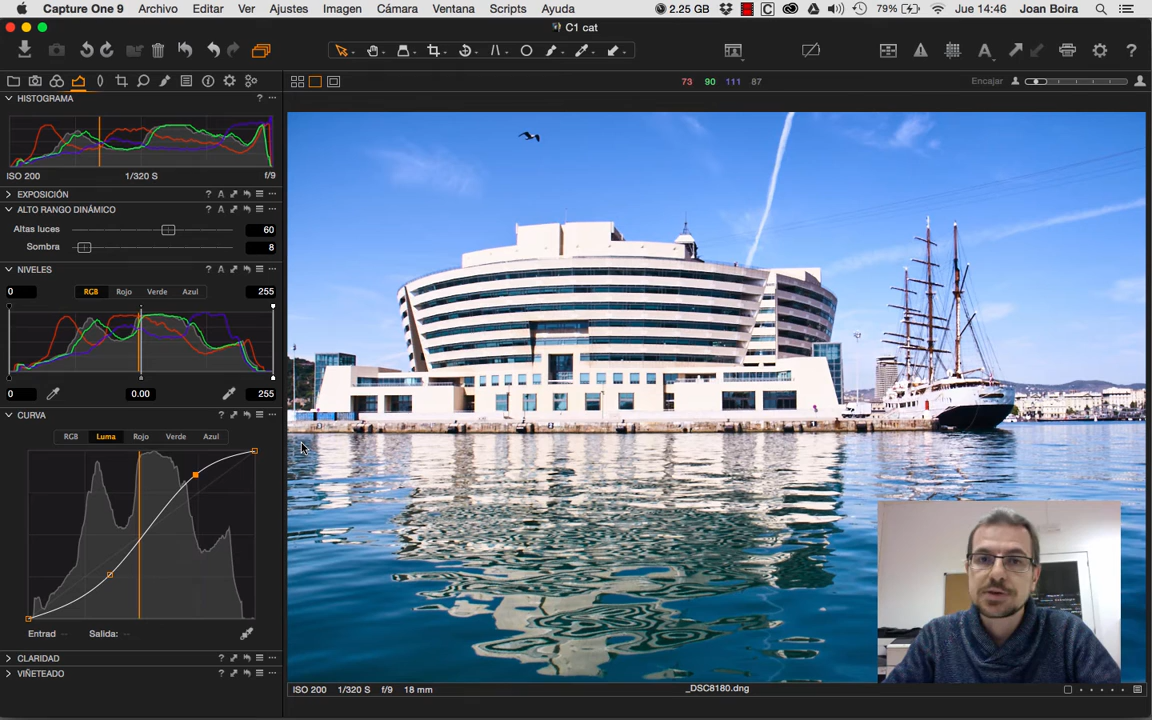 Capture One 9 Archivo Editar Ver Ajustes Imagen Cámara Ventana Scripts Ayuda 2.25 GB 79% Jue 14:46 Joan Boira
C1 cat
73 90 111 87 Encajar
HISTOGRAMA ?
ISO 200 1/320 S f/9
EXPOSICIÓN ? A
ALTO RANGO DINÁMICO ? A
Altas luces 60
Sombra 8
NIVELES ? A
0 RGB Rojo Verde Azul 255
0 0.00 255
CURVA ?
RGB Luma Rojo Verde Azul
Entrad -- Salida: --
CLARIDAD ?
VIÑETEADO ?
ISO 200 1/320 S f/9 18 mm _DSC8180.dng